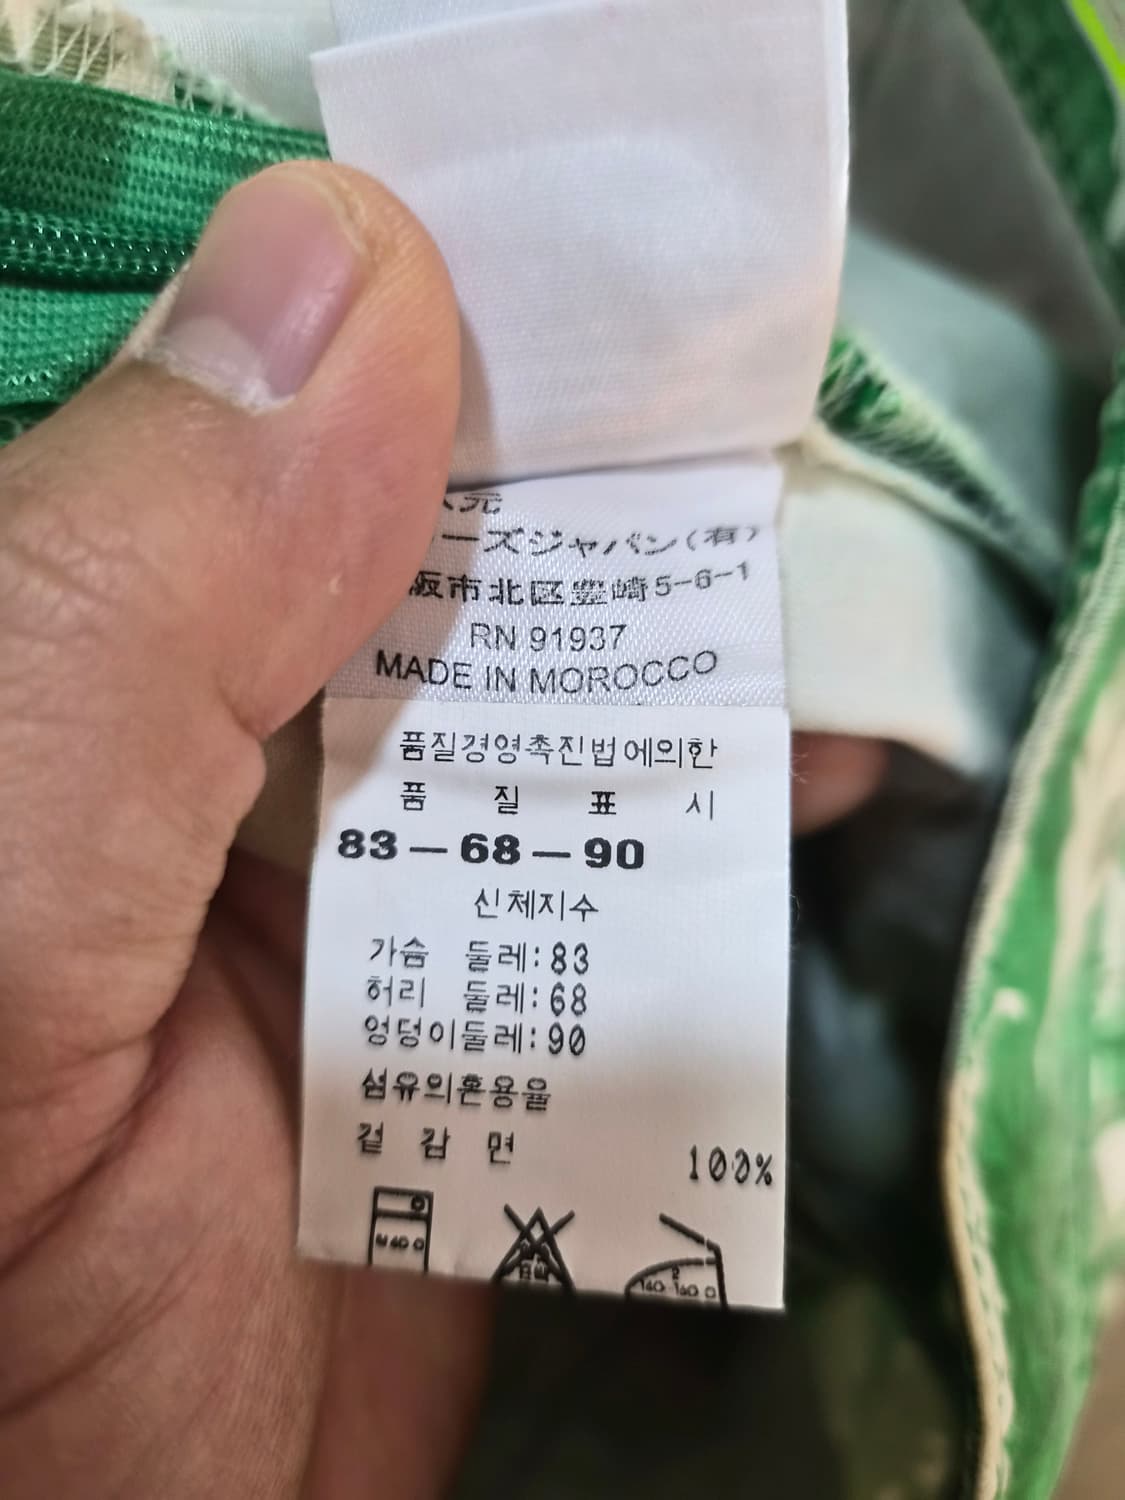 元
ーズジャパン(有)
阪市北区豊崎5-6-1
RN 91937
MADE IN MOROCCO
품질경영촉진법에의한
품 질 표 시
83-68-90
신체지수
가슴 둘레:83
허리 둘레:68
엉덩이둘레:90
섬유의혼용율
겉 감 면 100%